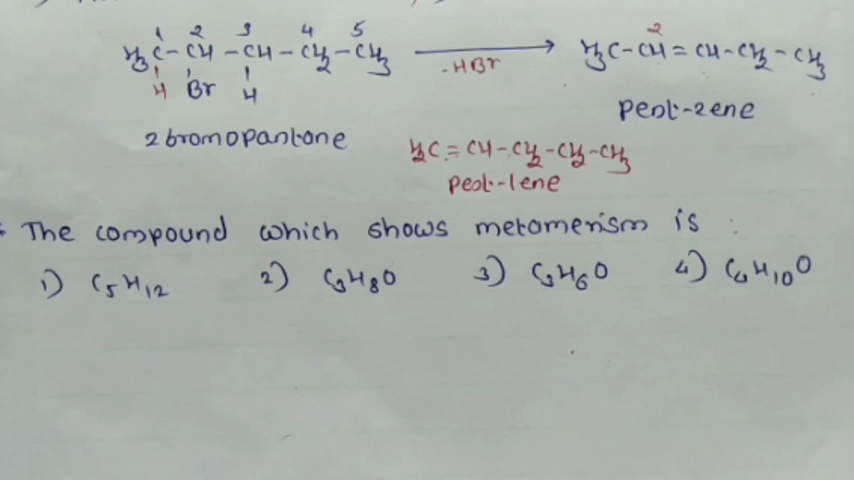 1 2 3 4 5
H3C-CH-CH-CH2-CH3 -HBr H3C-CH=CH-CH2-CH3
2
H Br H
Pent-2ene
2bromopantane
H2C=CH-CH2-CH2-CH3
Pent-1ene
The compound which shows metamerism is :
1) C5H12 2) C3H8O 3) C3H6O 4) C4H10O